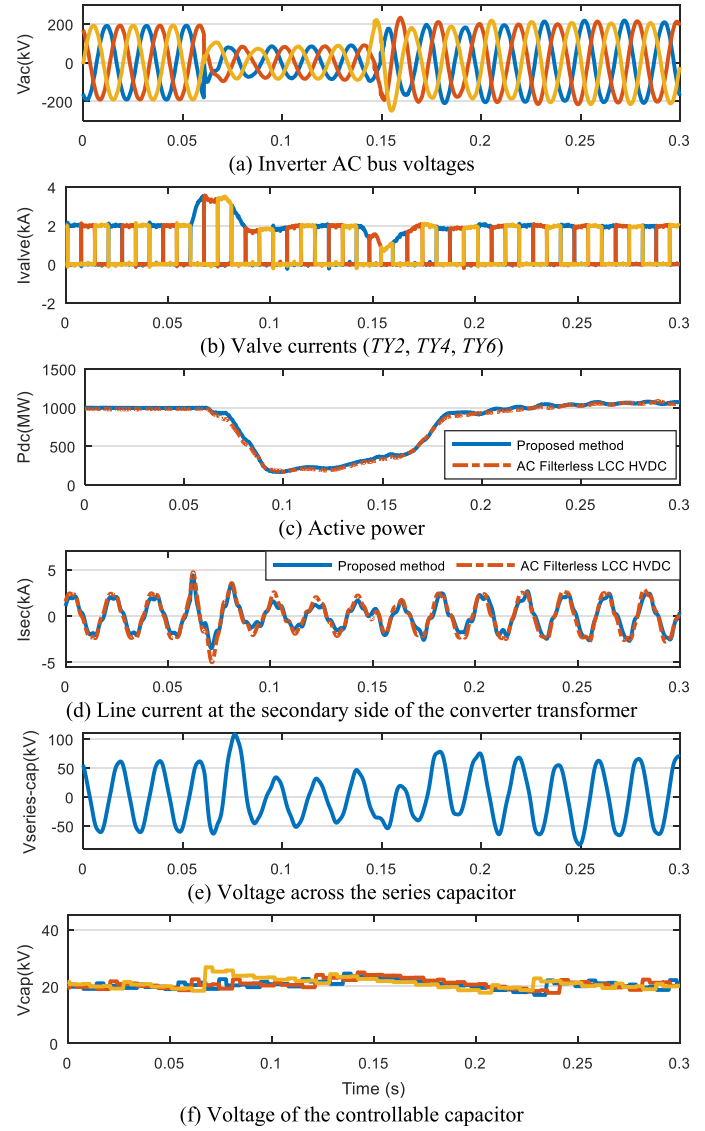 Vac(kV)
200
0
-200
0 0.05 0.1 0.15 0.2 0.25 0.3
(a) Inverter AC bus voltages
Ivalve(kA)
4
2
0
-2
0 0.05 0.1 0.15 0.2 0.25 0.3
(b) Valve currents (TY2, TY4, TY6)
Pdc(MW)
1500
1000
500
0
Proposed method
AC Filterless LCC HVDC
0 0.05 0.1 0.15 0.2 0.25 0.3
(c) Active power
Isec(kA)
5
0
-5
Proposed method AC Filterless LCC HVDC
0 0.05 0.1 0.15 0.2 0.25 0.3
(d) Line current at the secondary side of the converter transformer
Vseries-cap(kV)
100
50
0
-50
0 0.05 0.1 0.15 0.2 0.25 0.3
(e) Voltage across the series capacitor
Vcap(kV)
40
20
0
0 0.05 0.1 0.15 0.2 0.25 0.3
Time (s)
(f) Voltage of the controllable capacitor